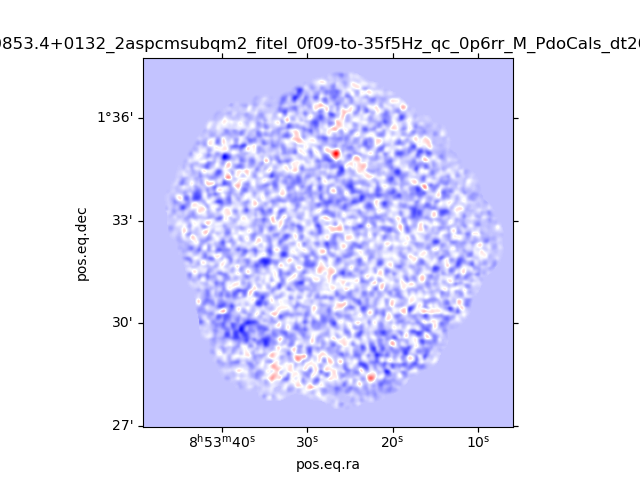 0853.4+0132_2aspcmsubqm2_fitel_0f09-to-35f5Hz_qc_0p6rr_M_PdoCals_dt20
1°36'
33'
30'
27'
pos.eq.dec
8h53m40s
30s
20s
10s
pos.eq.ra